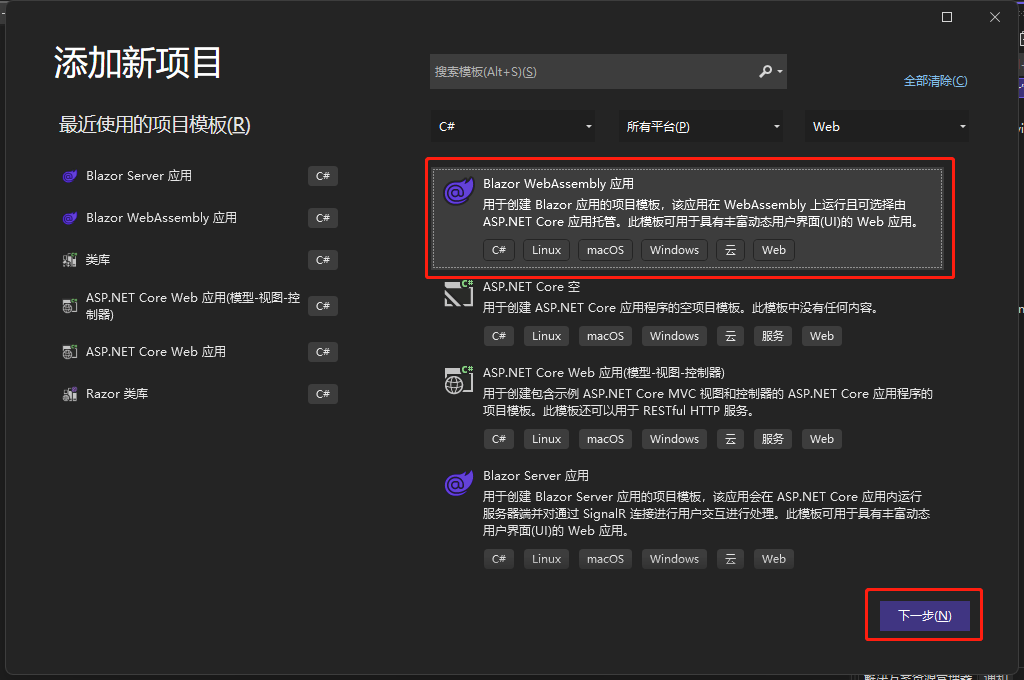 添加新项目
搜索模板(Alt+S)(S)
全部清除(C)
最近使用的项目模板(R)
C#
所有平台(P)
Web
Blazor Server 应用
C#
Blazor WebAssembly 应用
C#
类库
C#
ASP.NET Core Web 应用(模型-视图-控
制器)
C#
ASP.NET Core Web 应用
C#
Razor 类库
C#
Blazor WebAssembly 应用
用于创建 Blazor 应用的项目模板，该应用在 WebAssembly 上运行且可选择由
ASP.NET Core 应用托管。此模板可用于具有丰富动态用户界面(UI)的 Web 应用。
C# Linux macOS Windows 云 Web
ASP.NET Core 空
用于创建 ASP.NET Core 应用程序的空项目模板。此模板中没有任何内容。
C# Linux macOS Windows 云 服务 Web
ASP.NET Core Web 应用(模型-视图-控制器)
用于创建包含示例 ASP.NET Core MVC 视图和控制器的 ASP.NET Core 应用程序的
项目模板。此模板还可以用于 RESTful HTTP 服务。
C# Linux macOS Windows 云 服务 Web
Blazor Server 应用
用于创建 Blazor Server 应用的项目模板，该应用会在 ASP.NET Core 应用内运行
服务器端并对通过 SignalR 连接进行用户交互进行处理。此模板可用于具有丰富动态
用户界面(UI)的 Web 应用。
C# Linux macOS Windows 云 Web
下一步(N)
解决方案资源管理器